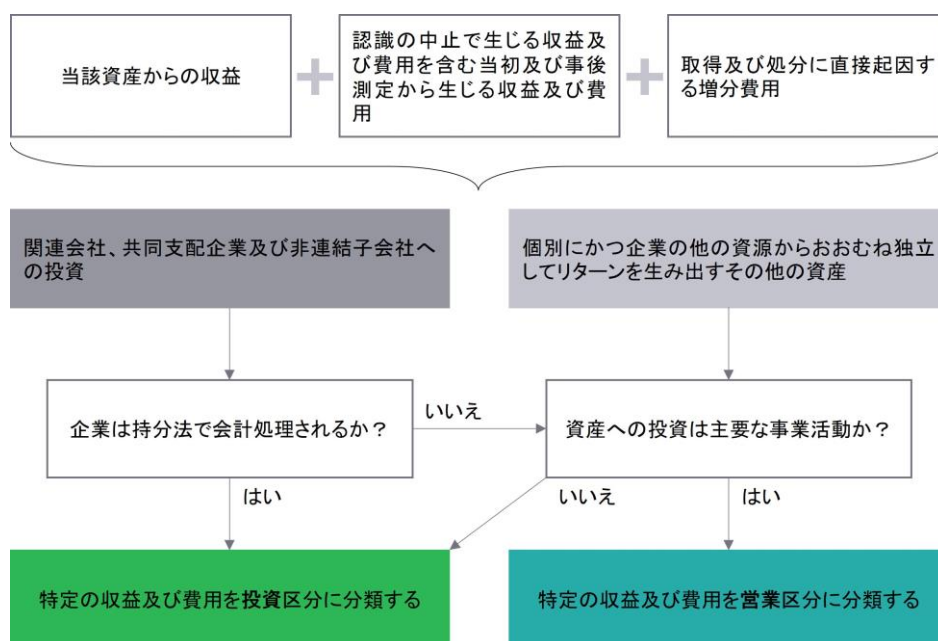 当該資産からの収益
認識の中止で生じる収益及
び費用を含む当初及び事後
測定から生じる収益及び費
用
取得及び処分に直接起因す
る増分費用
関連会社、共同支配企業及び非連結子会社へ
の投資
個別にかつ企業の他の資源からおおむね独立
してリターンを生み出すその他の資産
企業は持分法で会計処理されるか？
いいえ
資産への投資は主要な事業活動か？
はい
いいえ
はい
特定の収益及び費用を投資区分に分類する
特定の収益及び費用を営業区分に分類する